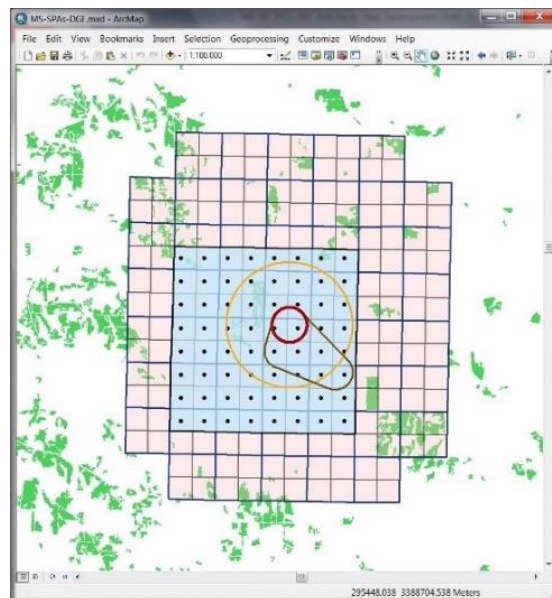 MS-SPAs-DGF.mxd - ArcMap
File Edit View Bookmarks Insert Selection Geoprocessing Customize Windows Help
1:100,000
295448.038 3388704.538 Meters